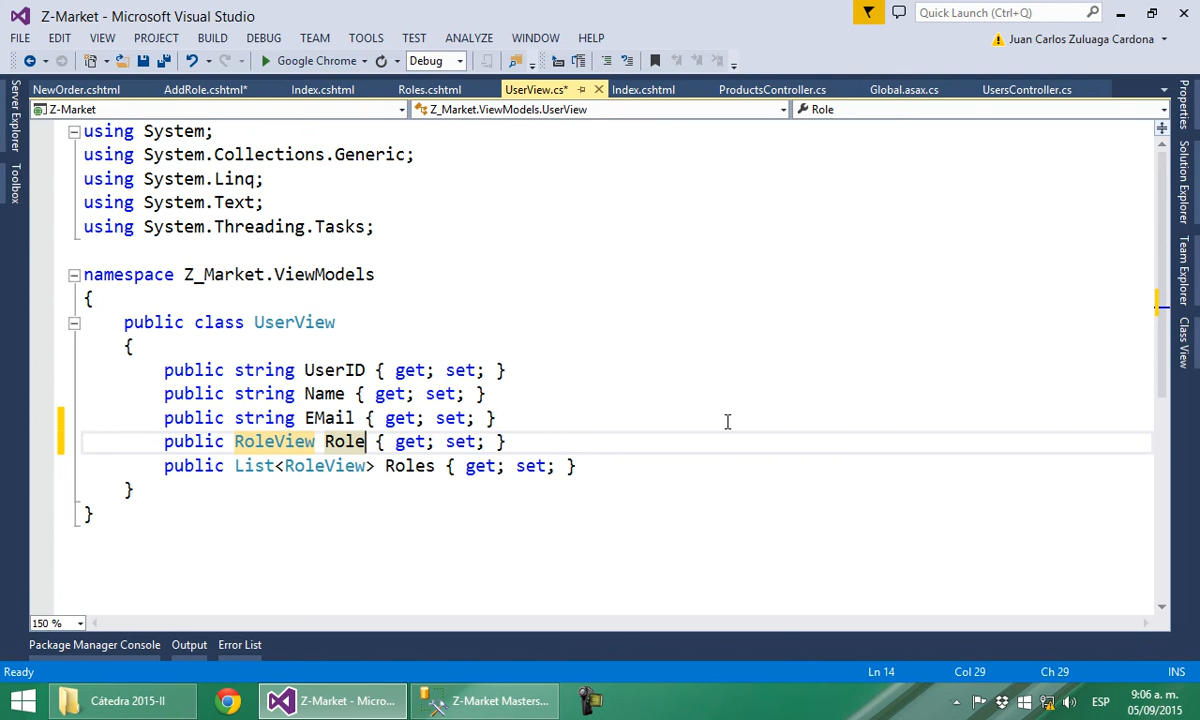 Z-Market - Microsoft Visual Studio
Quick Launch (Ctrl+Q)
FILE EDIT VIEW PROJECT BUILD DEBUG TEAM TOOLS TEST ANALYZE WINDOW HELP
Juan Carlos Zuluaga Cardona
Google Chrome
Debug
NewOrder.cshtml AddRole.cshtml* Index.cshtml Roles.cshtml UserView.cs* Index.cshtml ProductsController.cs Global.asax.cs UsersController.cs
Z-Market Z_Market.ViewModels.UserView Role
Server Explorer
Toolbox
Properties
Solution Explorer
Team Explorer
Class View
using System;
using System.Collections.Generic;
using System.Linq;
using System.Text;
using System.Threading.Tasks;
namespace Z_Market.ViewModels
{
public class UserView
{
public string UserID { get; set; }
public string Name { get; set; }
public string EMail { get; set; }
public RoleView Role { get; set; }
public List<RoleView> Roles { get; set; }
}
}
150 %
Package Manager Console Output Error List
Ready Ln 14 Col 29 Ch 29 INS
Cátedra 2015-II Z-Market - Micro... Z-Market Masters... ESP 9:06 a. m.
05/09/2015